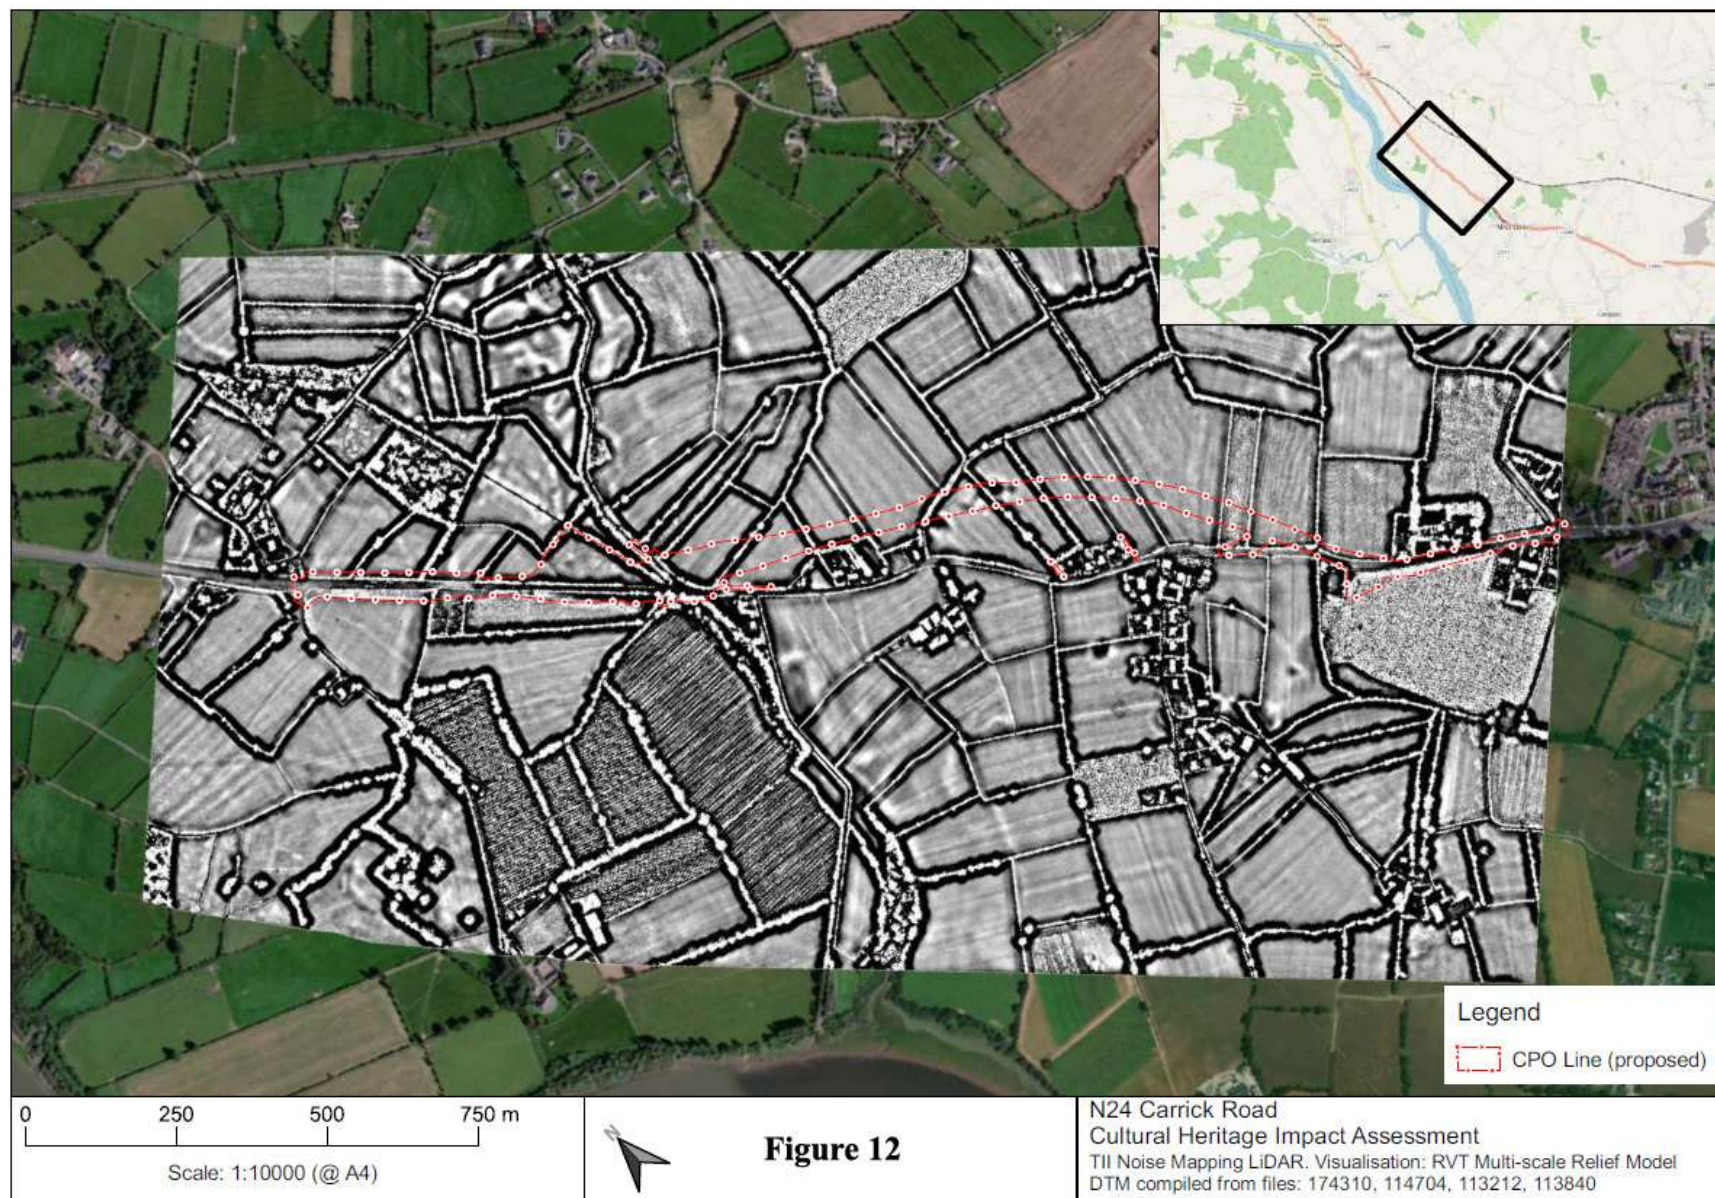 Legend
CPO Line (proposed)
0 250 500 750 m
Scale: 1:10000 (@ A4)
N
Figure 12
N24 Carrick Road
Cultural Heritage Impact Assessment
TII Noise Mapping LiDAR. Visualisation: RVT Multi-scale Relief Model
DTM compiled from files: 174310, 114704, 113212, 113840